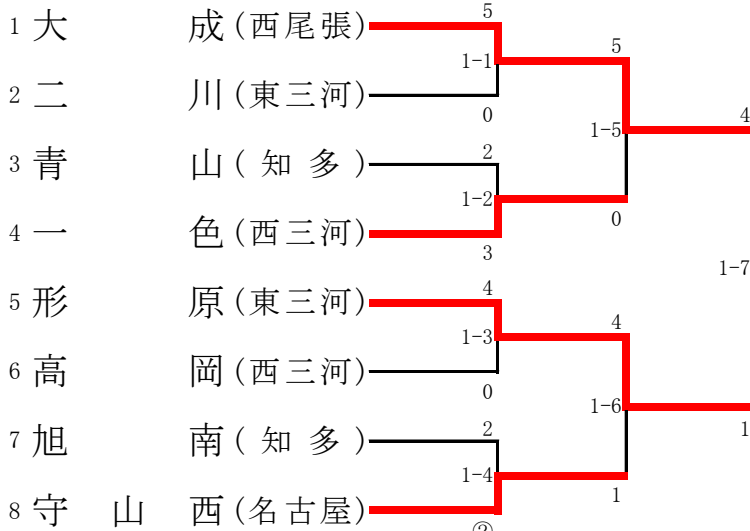 1 大成(西尾張)
5
1-1
5
2 二川(東三河)
0
1-5
4
3 青山(知多)
2
1-2
0
4 一色(西三河)
3
1-7
5 形原(東三河)
4
1-3
4
6 高岡(西三河)
0
1-6
1
7 旭南(知多)
2
1-4
1
8 守山西(名古屋)